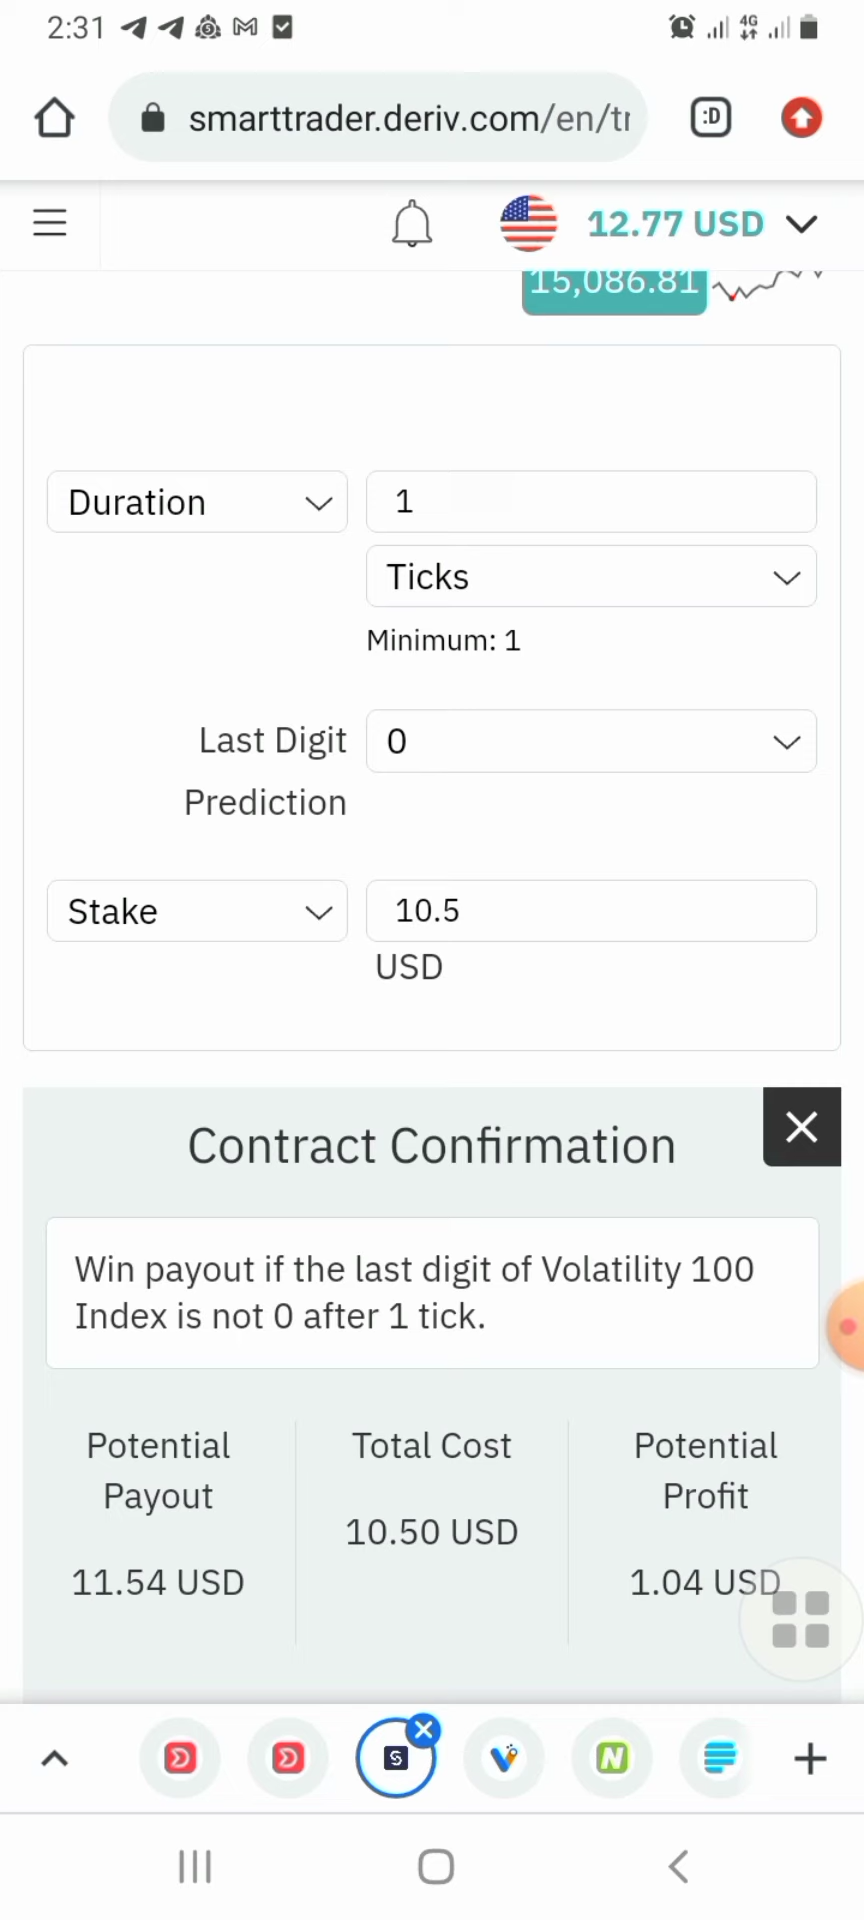 2:31
4G
smarttrader.deriv.com/en/tr
:D
12.77 USD
15,086.81
Duration
1
Ticks
Minimum: 1
Last Digit
Prediction
0
Stake
10.5
USD
Contract Confirmation
Win payout if the last digit of Volatility 100
Index is not 0 after 1 tick.
Potential
Payout
11.54 USD
Total Cost
10.50 USD
Potential
Profit
1.04 USD
S
N